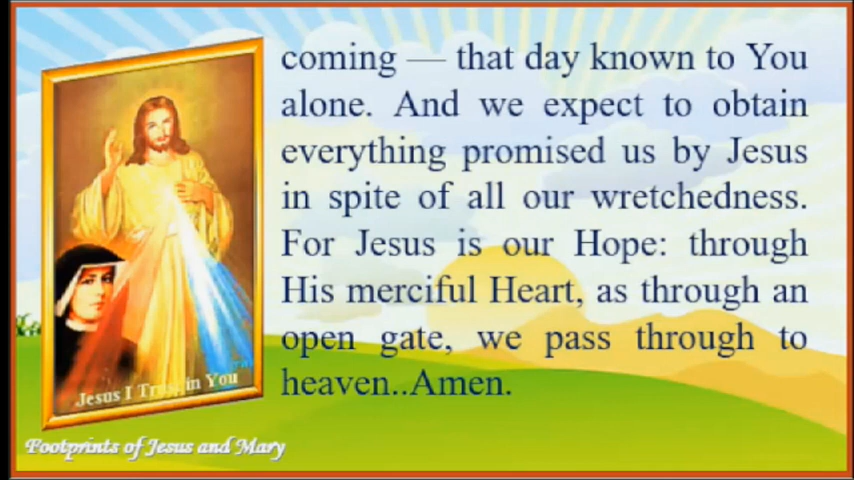 coming — that day known to You
alone. And we expect to obtain
everything promised us by Jesus
in spite of all our wretchedness.
For Jesus is our Hope: through
His merciful Heart, as through an
open gate, we pass through to
heaven..Amen.
Jesus I Trust in You
Footprints of Jesus and Mary